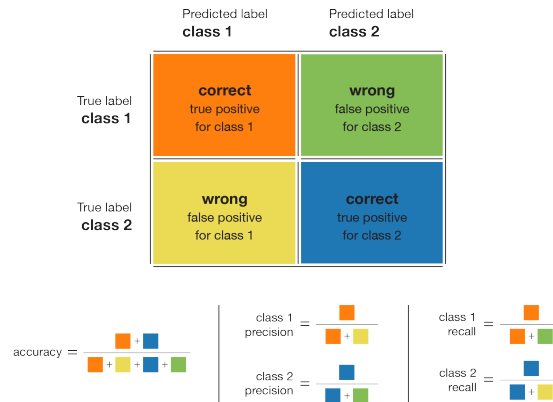 Predicted label Predicted label
class 1 class 2
True label
class 1
correct
true positive
for class 1
wrong
false positive
for class 2
True label
class 2
wrong
false positive
for class 1
correct
true positive
for class 2
accuracy =
+
+ + +
class 1
precision =
+
class 2
precision =
+
class 1
recall =
+
class 2
recall =
+